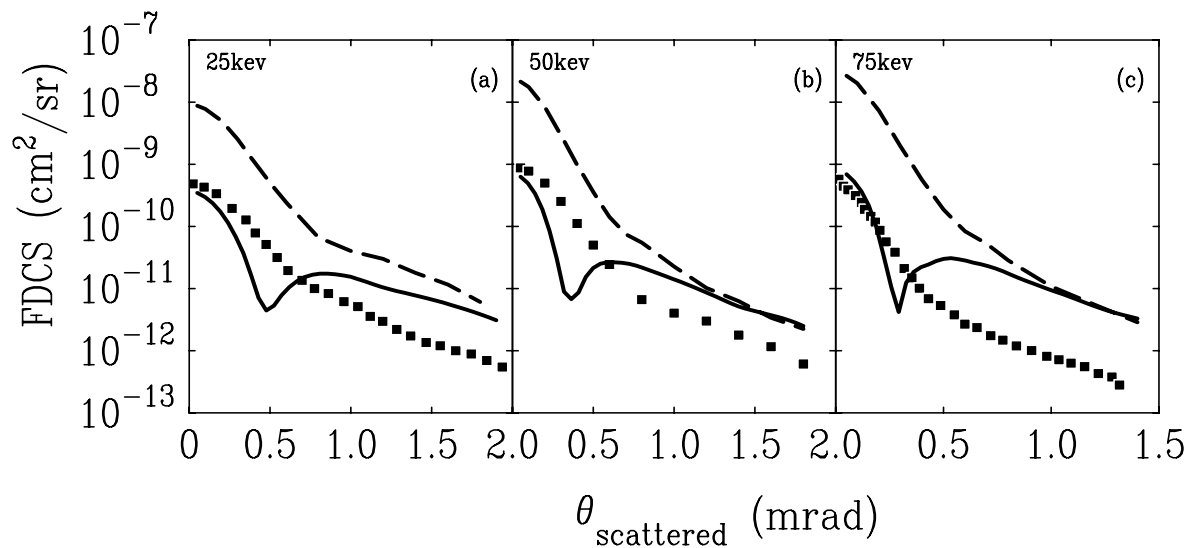 10^{-7}
10^{-8}
10^{-9}
10^{-10}
10^{-11}
10^{-12}
10^{-13}
FDCS (cm^2/sr)
25kev (a)
50kev (b)
75kev (c)
0 0.5 1.0 1.5 2.0 0.5 1.0 1.5 2.0 0.5 1.0 1.5
θ_{scattered} (mrad)